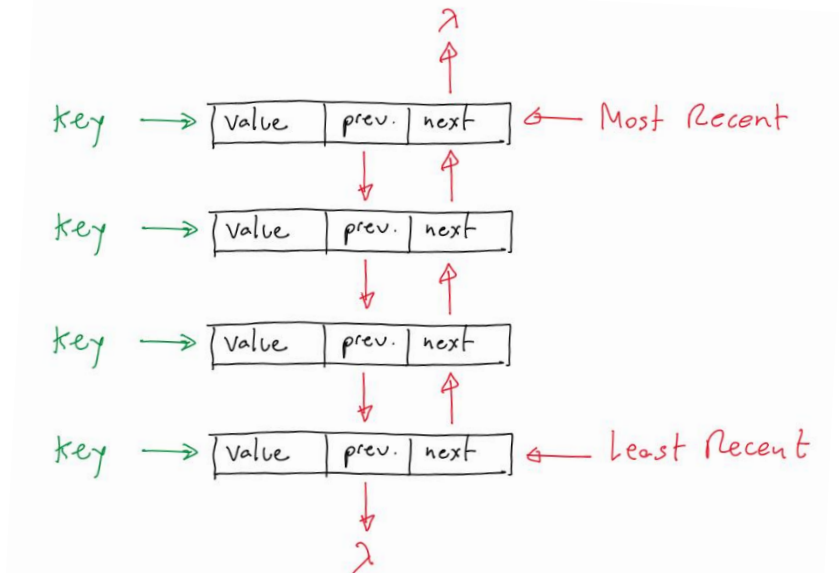 λ
key value prev. next Most Recent
key value prev. next
key value prev. next
key value prev. next Least Recent
λ